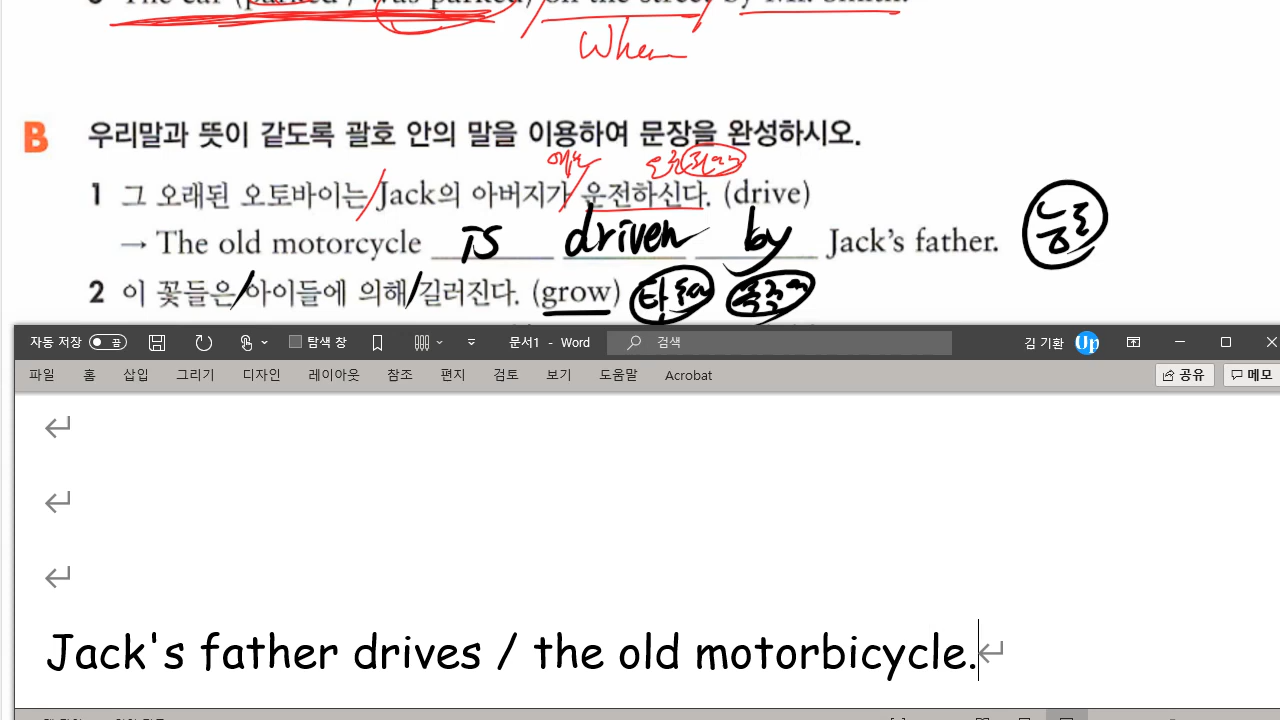 When
B 우리말과 뜻이 같도록 괄호 안의 말을 이용하여 문장을 완성하시오.
1 그 오래된 오토바이는/Jack의 아버지가/운전하신다. (drive)
→ The old motorcycle is driven by Jack's father. 능동
2 이 꽃들은/아이들에 의해/길러진다. (grow)
자동 저장 문서1 - Word 검색 김 기환
파일 홈 삽입 그리기 디자인 레이아웃 참조 편지 검토 보기 도움말 Acrobat 공유 메모
탐색 창
Jack's father drives / the old motorbicycle.